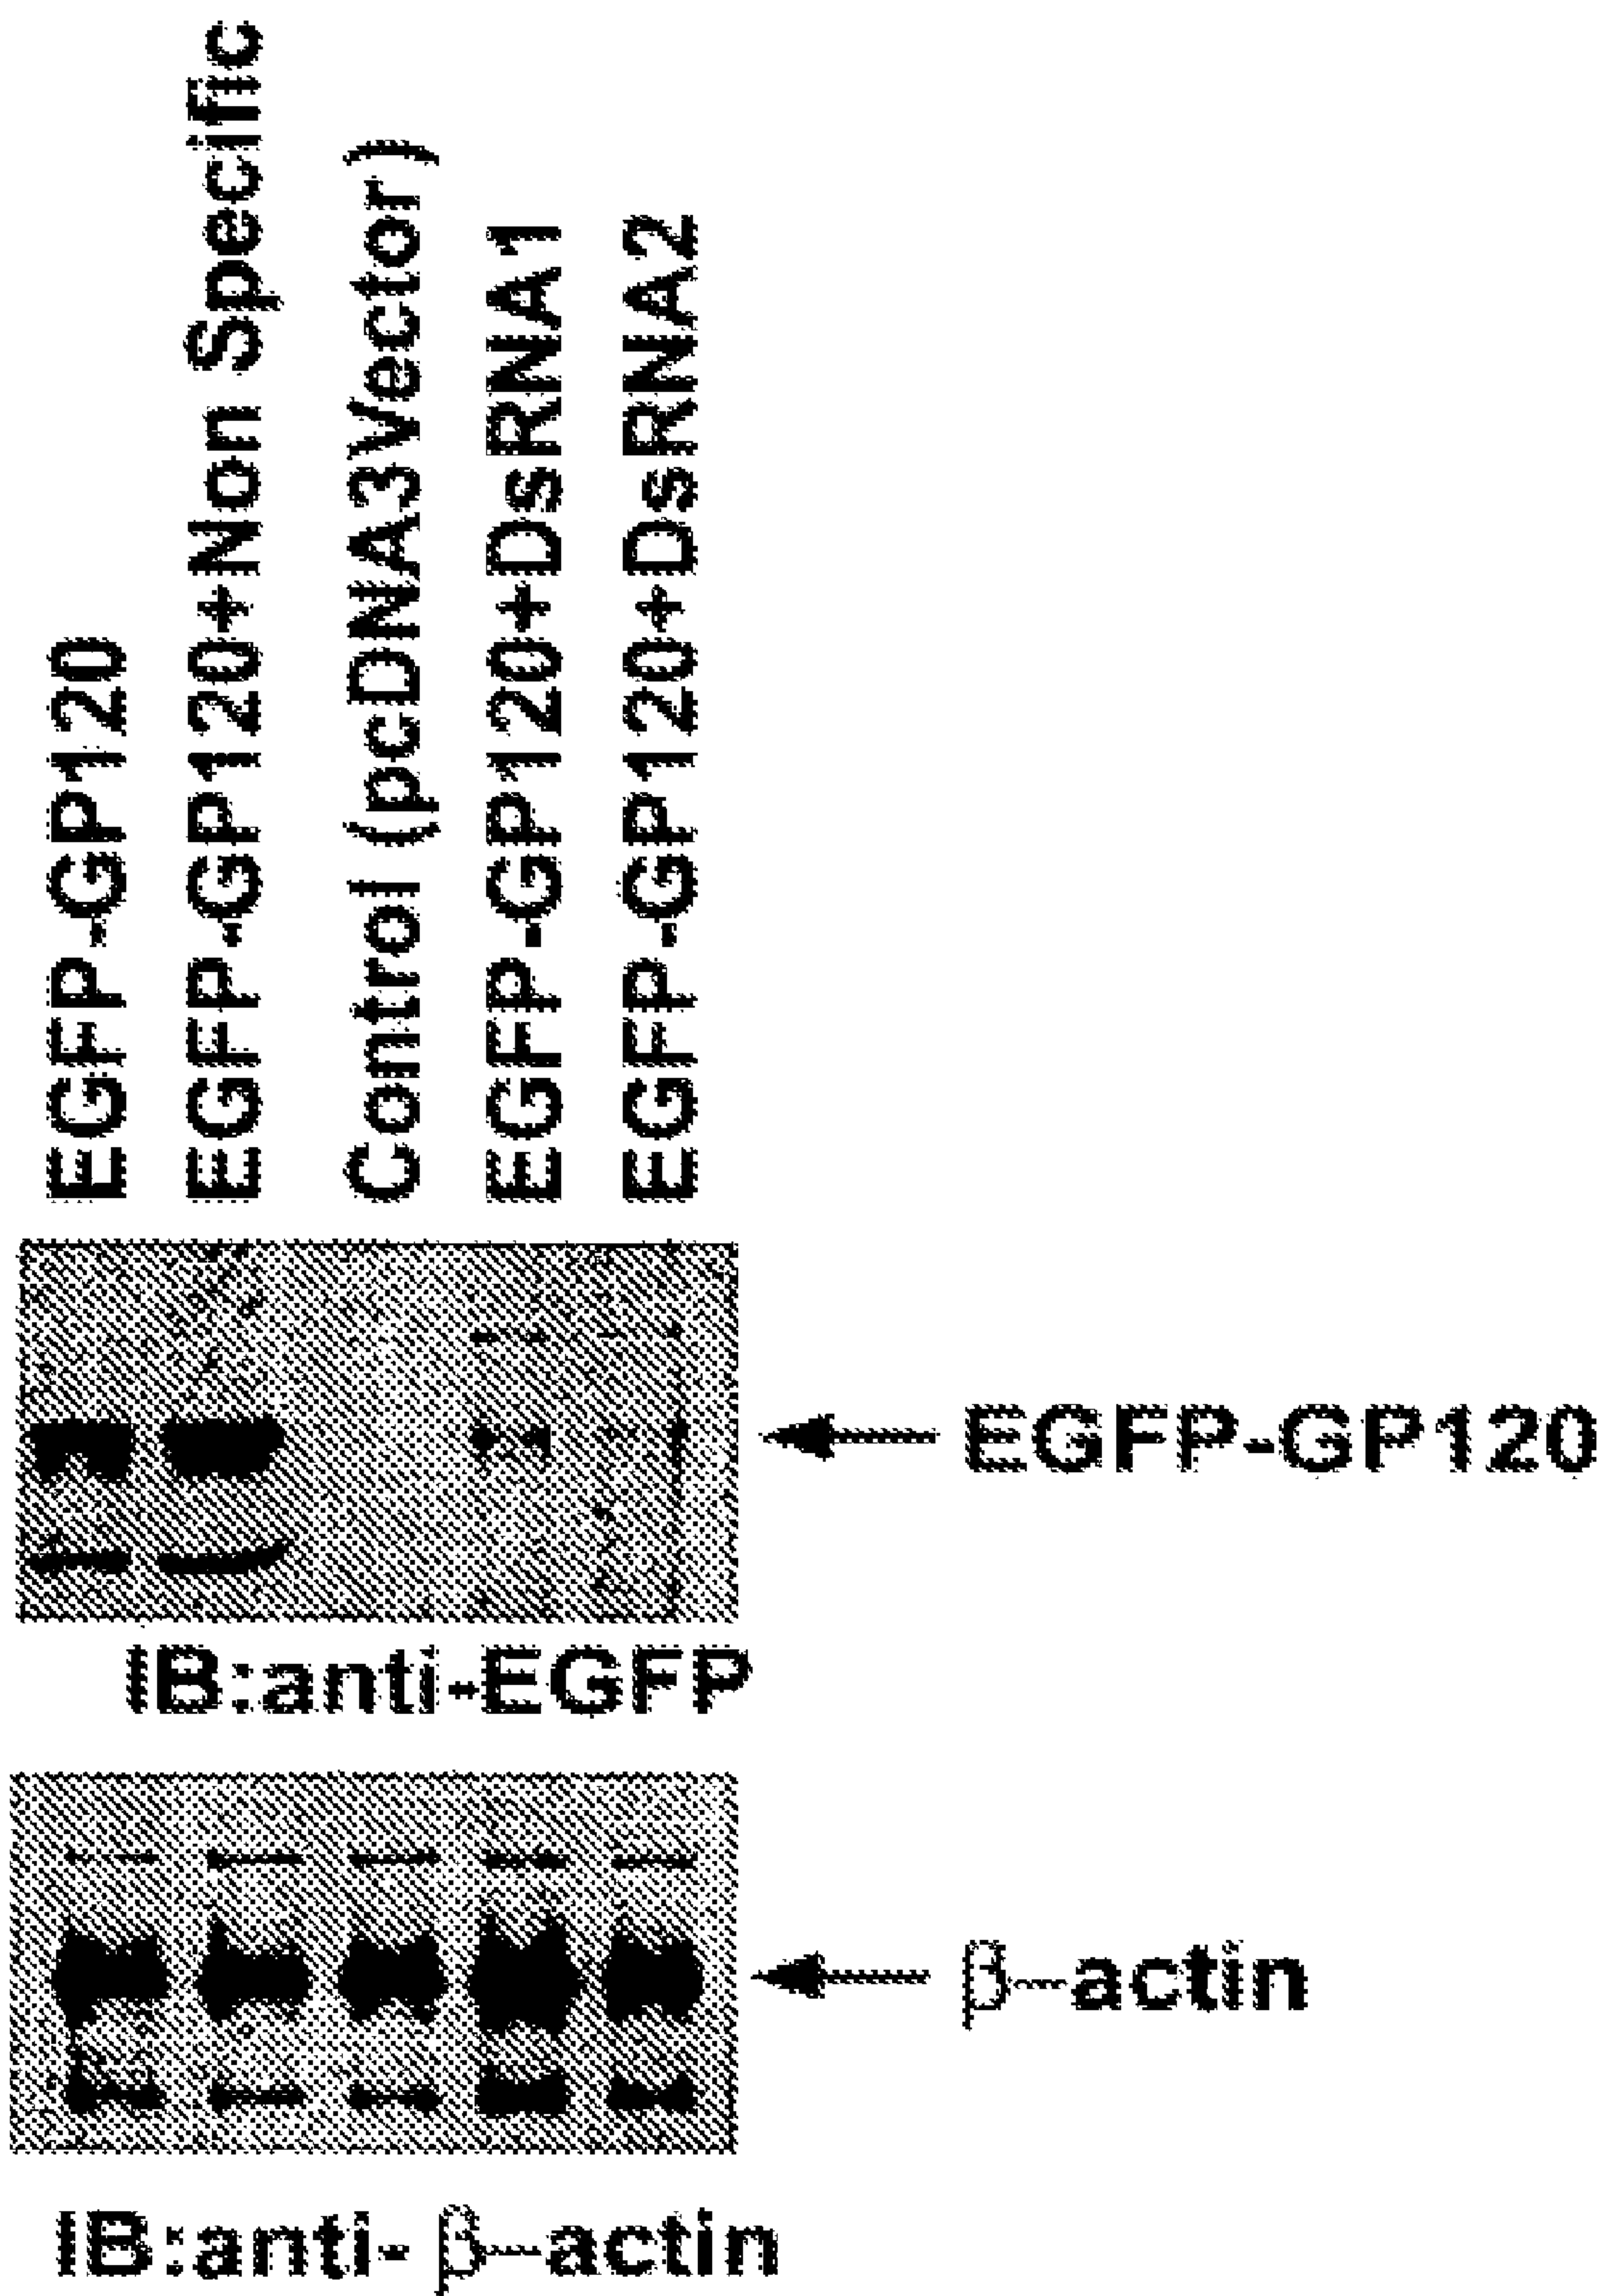 EGFP-GP120
EGFP-GP120+Non Specific
Control (pcDNA3Vector)
EGFP-GP120+DsRNA1
EGFP-GP120+DsRNA2
EGFP-GP120
IB:anti-EGFP
β-actin
IB:anti- β-actin